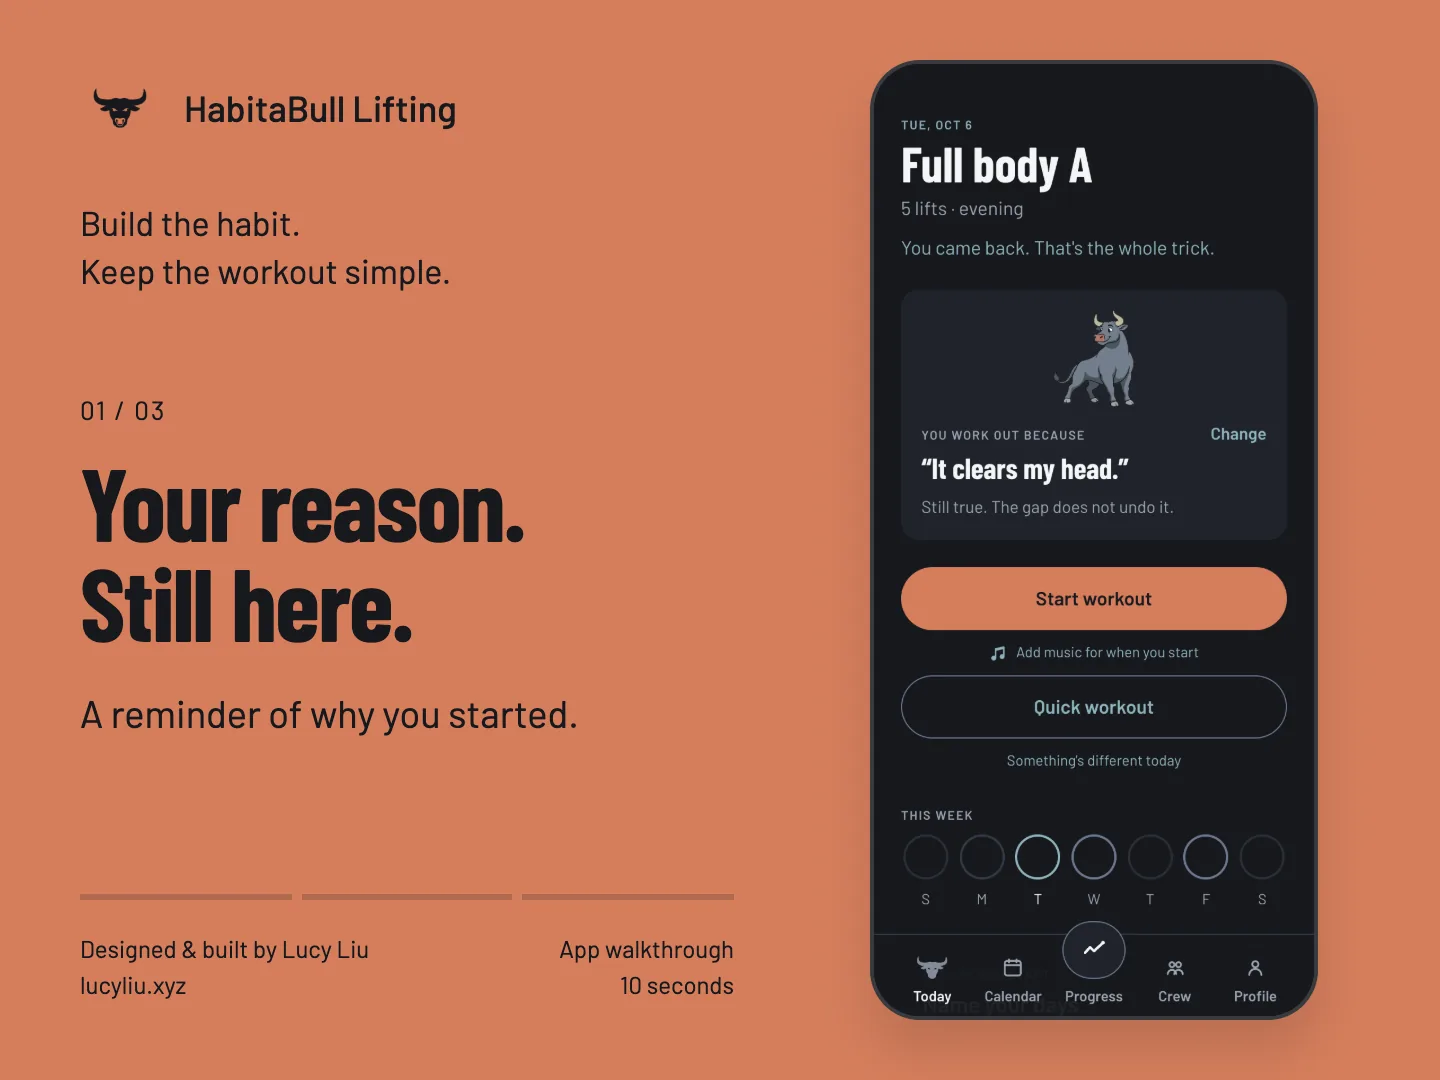 HabitaBull Lifting
Build the habit.
Keep the workout simple.
01 / 03
Your reason.
Still here.
A reminder of why you started.
Designed & built by Lucy Liu
lucyliu.xyz
App walkthrough
10 seconds
TUE, OCT 6
Full body A
5 lifts · evening
You came back. That's the whole trick.
YOU WORK OUT BECAUSE
Change
“It clears my head.”
Still true. The gap does not undo it.
Start workout
Add music for when you start
Quick workout
Something's different today
THIS WEEK
S M T W T F S
Name your days
Today Calendar Progress Crew Profile